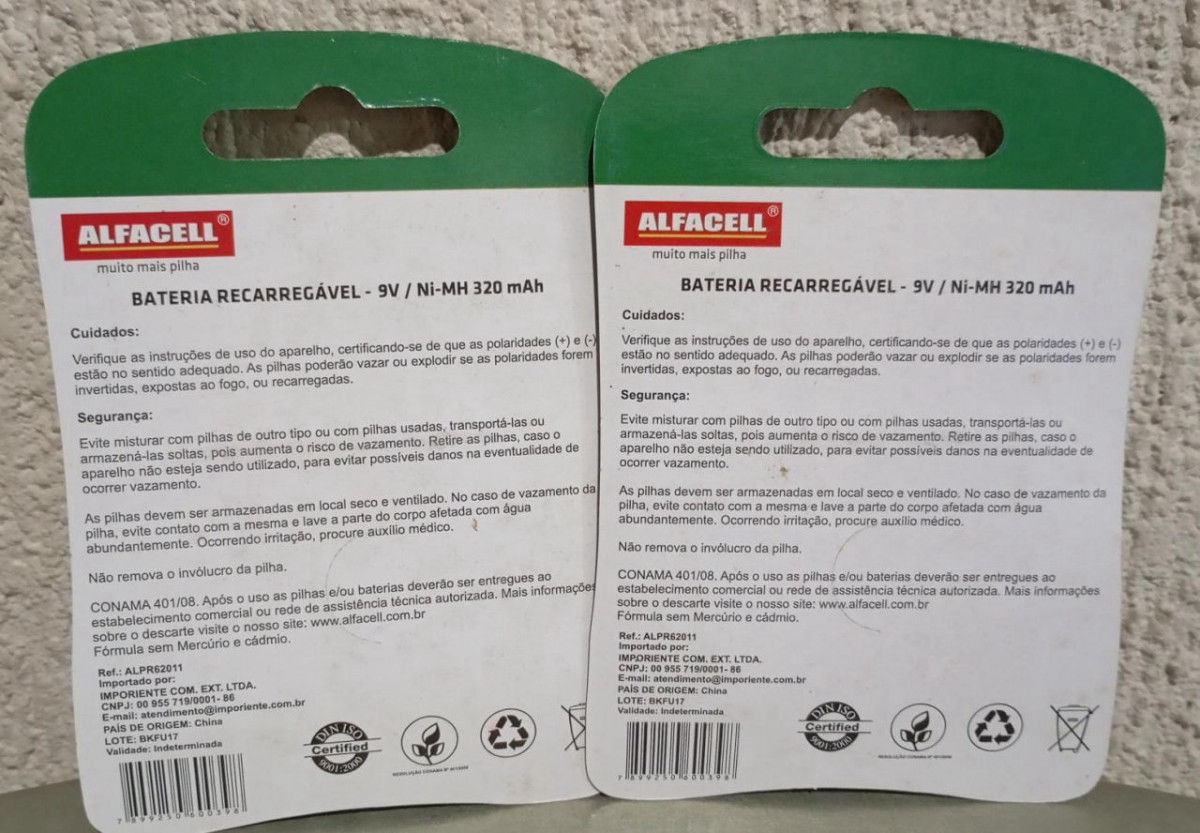 ALFACELL®
muito mais pilha
BATERIA RECARREGÁVEL - 9V / Ni-MH 320 mAh
Cuidados:
Verifique as instruções de uso do aparelho, certificando-se de que as polaridades (+) e (-)
estão no sentido adequado. As pilhas poderão vazar ou explodir se as polaridades forem
invertidas, expostas ao fogo, ou recarregadas.
Segurança:
Evite misturar com pilhas de outro tipo ou com pilhas usadas, transportá-las ou
armazená-las soltas, pois aumenta o risco de vazamento. Retire as pilhas, caso o
aparelho não esteja sendo utilizado, para evitar possíveis danos na eventualidade de
ocorrer vazamento.
As pilhas devem ser armazenadas em local seco e ventilado. No caso de vazamento da
pilha, evite contato com a mesma e lave a parte do corpo afetada com água
abundantemente. Ocorrendo irritação, procure auxílio médico.
Não remova o invólucro da pilha.
CONAMA 401/08. Após o uso as pilhas e/ou baterias deverão ser entregues ao
estabelecimento comercial ou rede de assistência técnica autorizada. Mais informações
sobre o descarte visite o nosso site: www.alfacell.com.br
Fórmula sem Mercúrio e cádmio.
Ref.: ALPR62011
Importado por:
IMPORIENTE COM. EXT. LTDA.
CNPJ: 00 955 719/0001- 86
E-mail: atendimento@imporiente.com.br
PAÍS DE ORIGEM: China
LOTE: BKFU17
Validade: Indeterminada
DIN ISO
Certified
9001:2000
RESOLUÇÃO CONAMA Nº 401/2008
7 899250 600398
ALFACELL®
muito mais pilha
BATERIA RECARREGÁVEL - 9V / Ni-MH 320 mAh
Cuidados:
Verifique as instruções de uso do aparelho, certificando-se de que as polaridades (+) e (-)
estão no sentido adequado. As pilhas poderão vazar ou explodir se as polaridades forem
invertidas, expostas ao fogo, ou recarregadas.
Segurança:
Evite misturar com pilhas de outro tipo ou com pilhas usadas, transportá-las ou
armazená-las soltas, pois aumenta o risco de vazamento. Retire as pilhas, caso o
aparelho não esteja sendo utilizado, para evitar possíveis danos na eventualidade de
ocorrer vazamento.
As pilhas devem ser armazenadas em local seco e ventilado. No caso de vazamento da
pilha, evite contato com a mesma e lave a parte do corpo afetada com água
abundantemente. Ocorrendo irritação, procure auxílio médico.
Não remova o invólucro da pilha.
CONAMA 401/08. Após o uso as pilhas e/ou baterias deverão ser entregues ao
estabelecimento comercial ou rede de assistência técnica autorizada. Mais informações
sobre o descarte visite o nosso site: www.alfacell.com.br
Fórmula sem Mercúrio e cádmio.
Ref.: ALPR62011
Importado por:
IMPORIENTE COM. EXT. LTDA.
CNPJ: 00 955 719/0001- 86
E-mail: atendimento@imporiente.com.br
PAÍS DE ORIGEM: China
LOTE: BKFU17
Validade: Indeterminada
DIN ISO
Certified
9001:2000
RESOLUÇÃO CONAMA Nº 401/2008
7 899250 600398